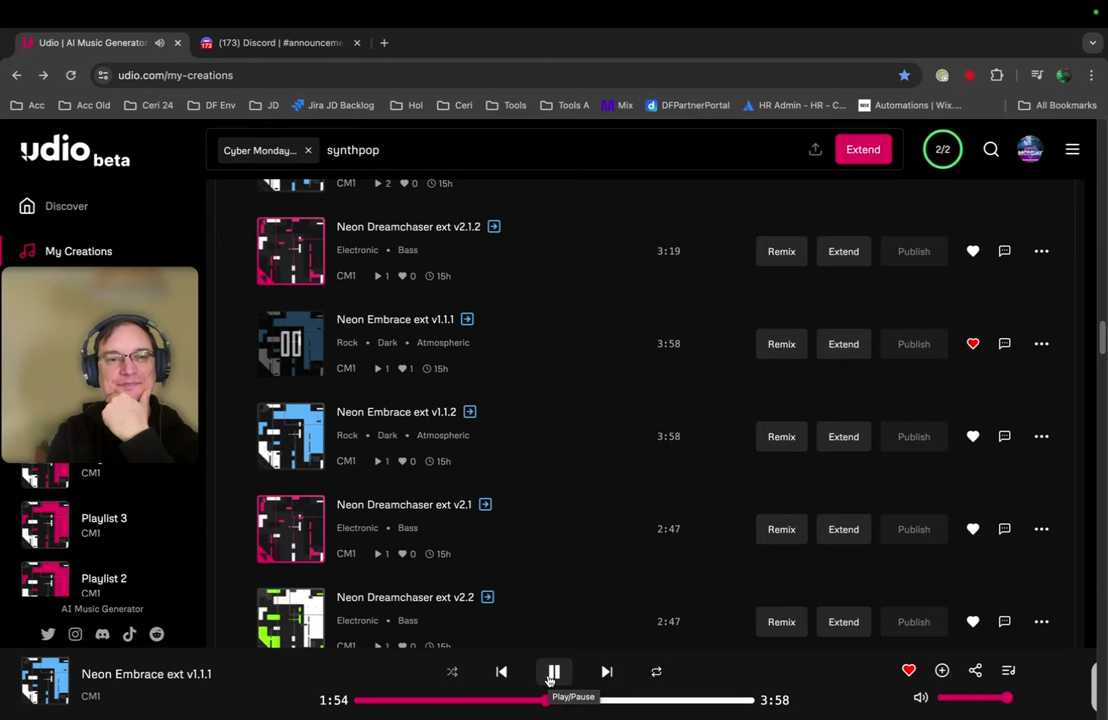 Udio | AI Music Generator
(173) Discord | #announceme
udio.com/my-creations
Acc
Acc Old
Ceri 24
DF Env
JD
Jira JD Backlog
Hol
Ceri
Tools
Tools A
Mix
DFPartnerPortal
HR Admin - HR - C...
Automations | Wix....
All Bookmarks
udio beta
Cyber Monday...
synthpop
Extend
2/2
Discover
My Creations
CM1
2
0
15h
Neon Dreamchaser ext v2.1.2
Electronic • Bass
CM1
1
0
15h
3:19
Remix
Extend
Publish
Neon Embrace ext v1.1.1
Rock • Dark • Atmospheric
CM1
1
1
15h
3:58
Remix
Extend
Publish
Neon Embrace ext v1.1.2
Rock • Dark • Atmospheric
CM1
1
0
15h
3:58
Remix
Extend
Publish
Neon Dreamchaser ext v2.1
Electronic • Bass
CM1
1
0
15h
2:47
Remix
Extend
Publish
Neon Dreamchaser ext v2.2
Electronic • Bass
CM1
1
0
15h
2:47
Remix
Extend
Publish
CM1
Playlist 3
CM1
Playlist 2
CM1
AI Music Generator
Neon Embrace ext v1.1.1
CM1
Play/Pause
1:54
3:58